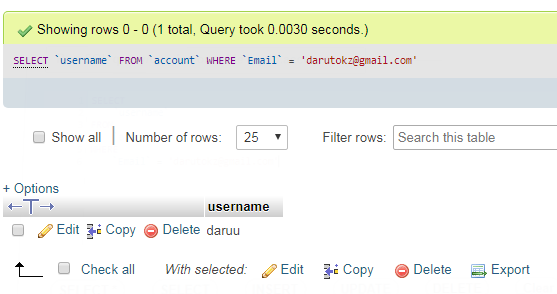 Showing rows 0 - 0 (1 total, Query took 0.0030 seconds.)
SELECT `username` FROM `account` WHERE `Email` = 'darutokz@gmail.com'
Show all | Number of rows: 25 Filter rows: Search this table
+ Options
←T→ username
Edit Copy Delete daruu
Check all With selected: Edit Copy Delete Export